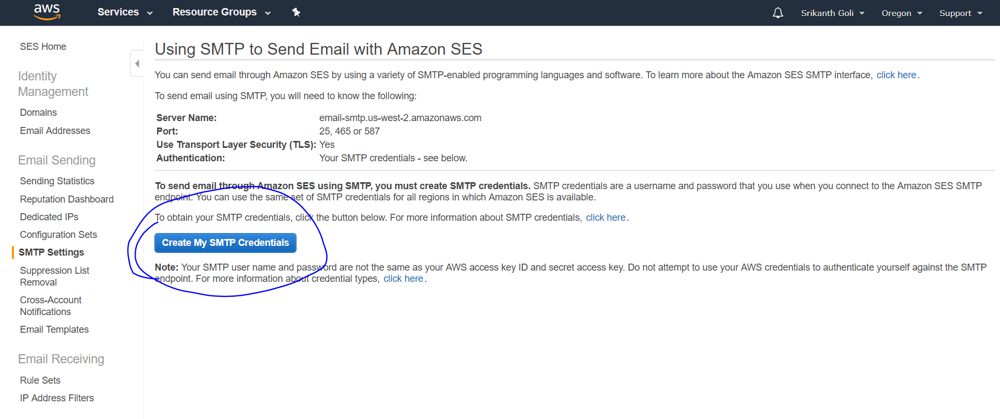 aws
Services
Resource Groups
Srikanth Goli
Oregon
Support
SES Home
Identity
Management
Domains
Email Addresses
Email Sending
Sending Statistics
Reputation Dashboard
Dedicated IPs
Configuration Sets
SMTP Settings
Suppression List
Removal
Cross-Account
Notifications
Email Templates
Email Receiving
Rule Sets
IP Address Filters
Using SMTP to Send Email with Amazon SES
You can send email through Amazon SES by using a variety of SMTP-enabled programming languages and software. To learn more about the Amazon SES SMTP interface, click here.
To send email using SMTP, you will need to know the following:
Server Name: email-smtp.us-west-2.amazonaws.com
Port: 25, 465 or 587
Use Transport Layer Security (TLS): Yes
Authentication: Your SMTP credentials - see below.
To send email through Amazon SES using SMTP, you must create SMTP credentials. SMTP credentials are a username and password that you use when you connect to the Amazon SES SMTP
endpoint. You can use the same set of SMTP credentials for all regions in which Amazon SES is available.
To obtain your SMTP credentials, click the button below. For more information about SMTP credentials, click here.
Create My SMTP Credentials
Note: Your SMTP user name and password are not the same as your AWS access key ID and secret access key. Do not attempt to use your AWS credentials to authenticate yourself against the SMTP
endpoint. For more information about credential types, click here.